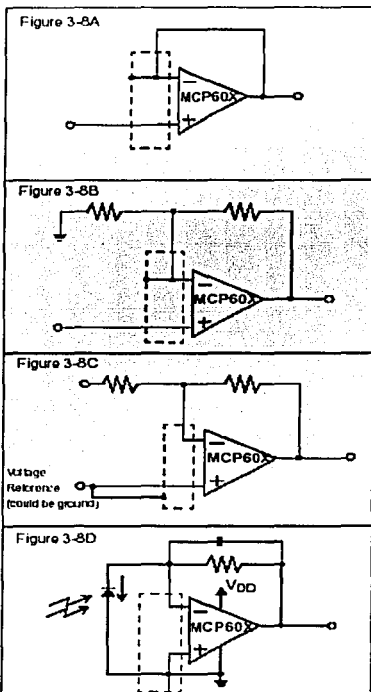 Figure 3-8A
MCP60X
Figure 3-8B
MCP60X
Figure 3-8C
MCP60X
Voltage
Reference
(could be ground)
Figure 3-8D
VDD
MCP60X